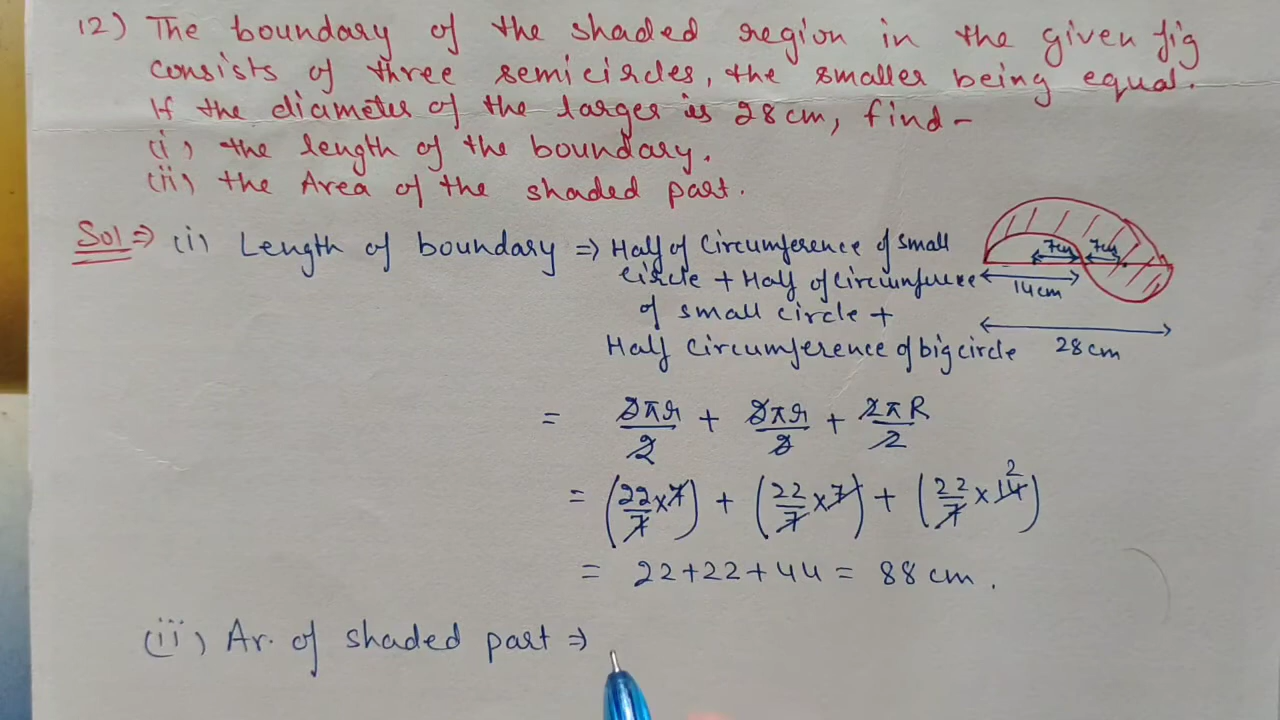 12) The boundary of the shaded region in the given fig
consists of three semicircles, the smaller being equal.
If the diameter of the larger is 28cm, find-
(i), the length of the boundary.
(ii) the Area of the shaded part.
Sol⇒ (i) Length of boundary ⇒ Half of Circumference of small
circle + Half of Circumference
of small circle +
Half Circumference of big circle
7cm 7cm
14cm
28cm
= 2πr/2 + 2πr/2 + 2πR/2
= (22/7 × 7) + (22/7 × 7) + (22/7 × 14) 2
= 22+22+44 = 88 cm.
(ii) Ar. of shaded part ⇒